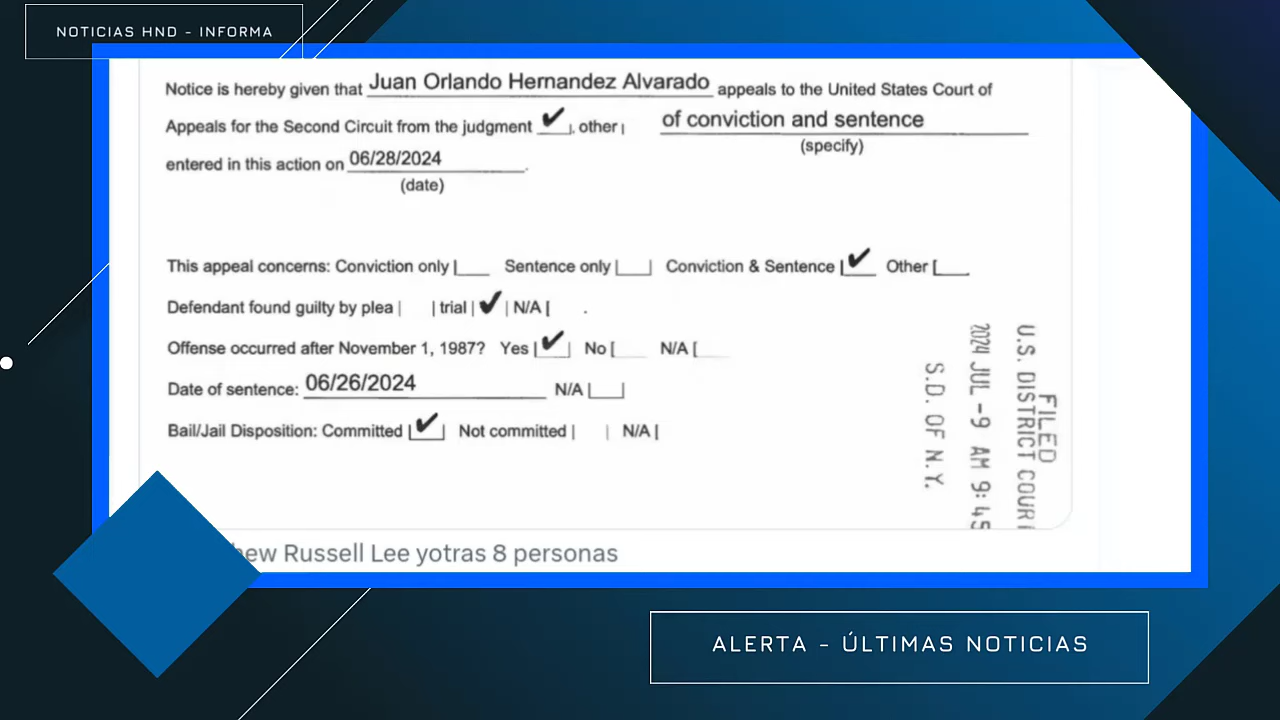 NOTICIAS HND - INFORMA
Notice is hereby given that Juan Orlando Hernandez Alvarado appeals to the United States Court of
Appeals for the Second Circuit from the judgment ✔, other of conviction and sentence
(specify)
entered in this action on 06/28/2024.
(date)
This appeal concerns: Conviction only Sentence only Conviction & Sentence ✔ Other
Defendant found guilty by plea trial ✔ N/A .
Offense occurred after November 1, 1987? Yes ✔ No N/A
Date of sentence: 06/26/2024 N/A
Bail/Jail Disposition: Committed ✔ Not committed N/A
FILED
U.S. DISTRICT COURT
2024 JUL -9 AM 9:45
S.D. OF N.Y.
hew Russell Lee yotras 8 personas
ALERTA - ÚLTIMAS NOTICIAS